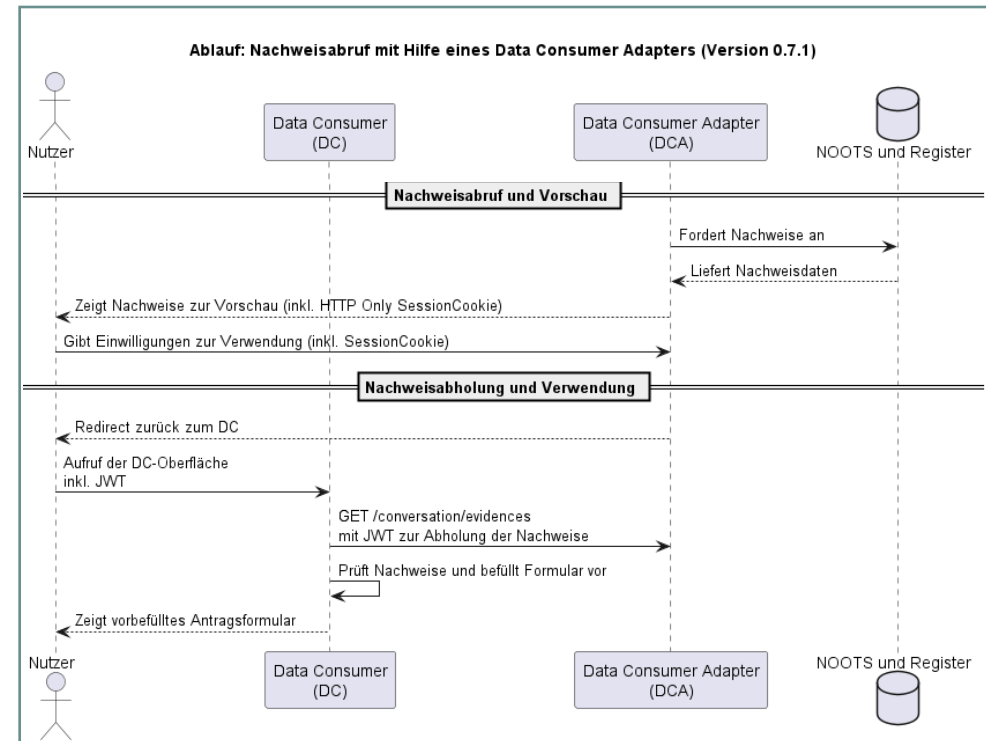 Ablauf: Nachweisabruf mit Hilfe eines Data Consumer Adapters (Version 0.7.1)
Nutzer
Data Consumer
(DC)
Data Consumer Adapter
(DCA)
NOOTS und Register
Nachweisabruf und Vorschau
Fordert Nachweise an
Liefert Nachweisdaten
Zeigt Nachweise zur Vorschau (inkl. HTTP Only SessionCookie)
Gibt Einwilligungen zur Verwendung (inkl. SessionCookie)
Nachweisabholung und Verwendung
Redirect zurück zum DC
Aufruf der DC-Oberfläche
inkl. JWT
GET /conversation/evidences
mit JWT zur Abholung der Nachweise
Prüft Nachweise und befüllt Formular vor
Zeigt vorbefülltes Antragsformular
Nutzer
Data Consumer
(DC)
Data Consumer Adapter
(DCA)
NOOTS und Register